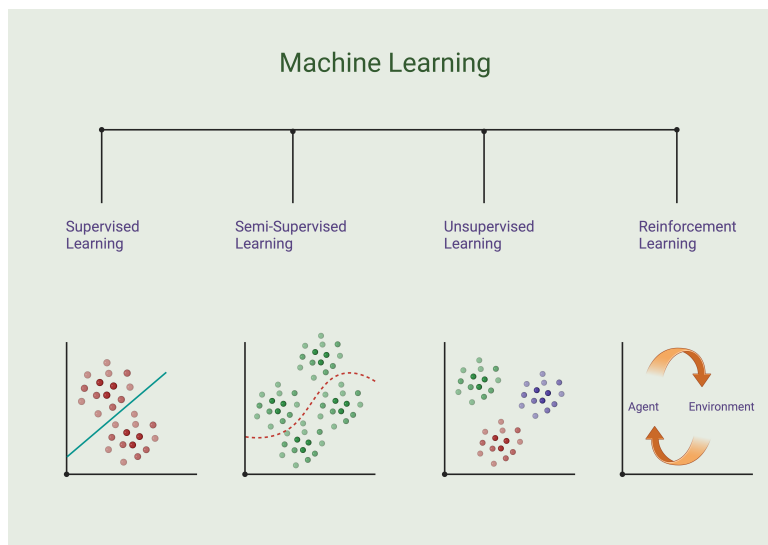 Machine Learning
Supervised
Learning
Semi-Supervised
Learning
Unsupervised
Learning
Reinforcement
Learning
Agent
Environment